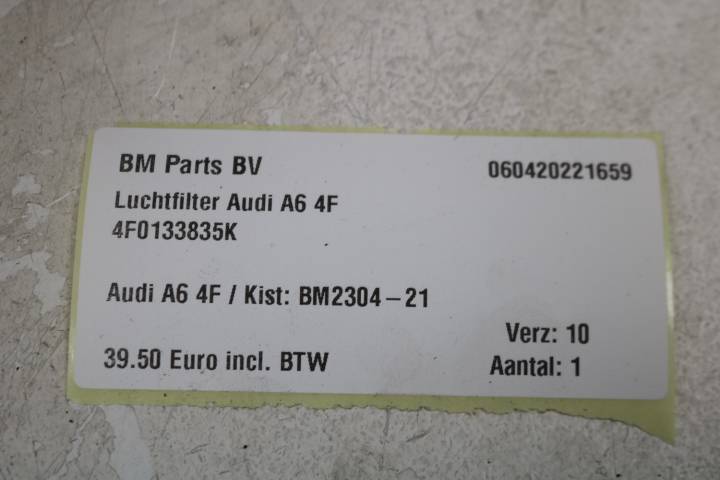 BM Parts BV 060420221659
Luchtfilter Audi A6 4F
4F0133835K
Audi A6 4F / Kist: BM2304-21
Verz: 10
39.50 Euro incl. BTW Aantal: 1